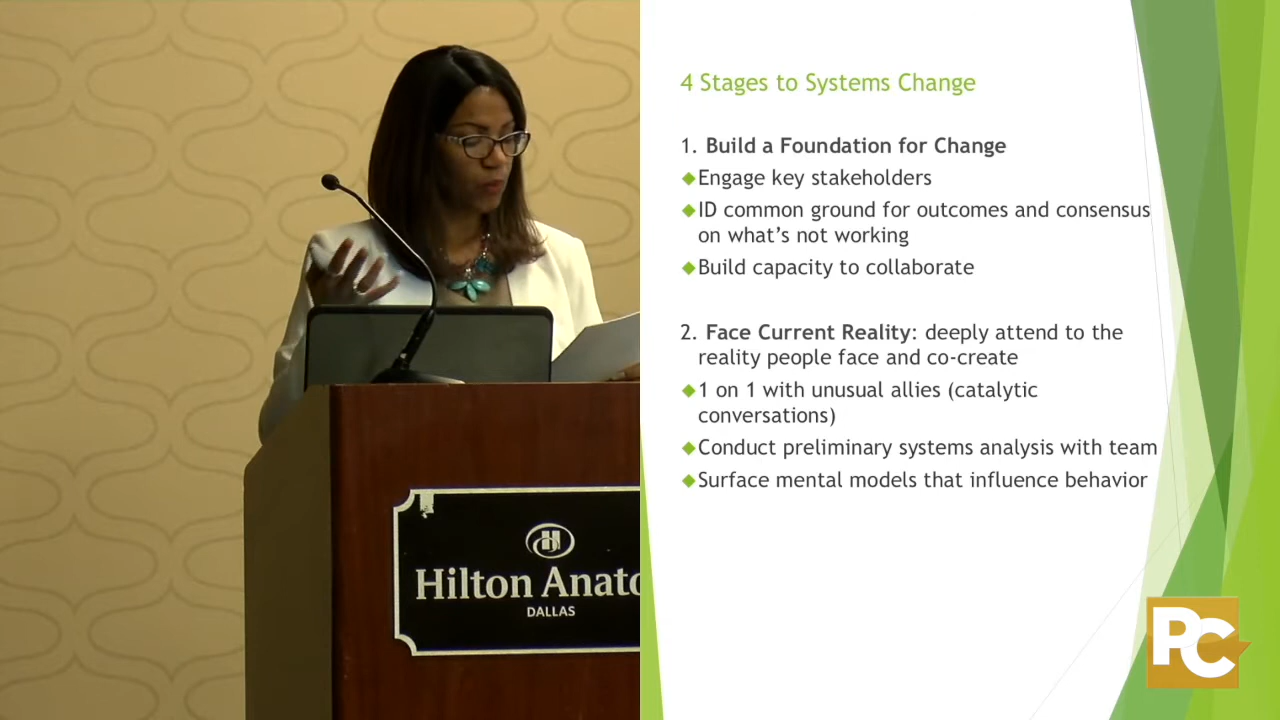 4 Stages to Systems Change
1. Build a Foundation for Change
Engage key stakeholders
ID common ground for outcomes and consensus
on what's not working
Build capacity to collaborate
2. Face Current Reality: deeply attend to the
reality people face and co-create
1 on 1 with unusual allies (catalytic
conversations)
Conduct preliminary systems analysis with team
Surface mental models that influence behavior
H
Hilton Anato
DALLAS
PC